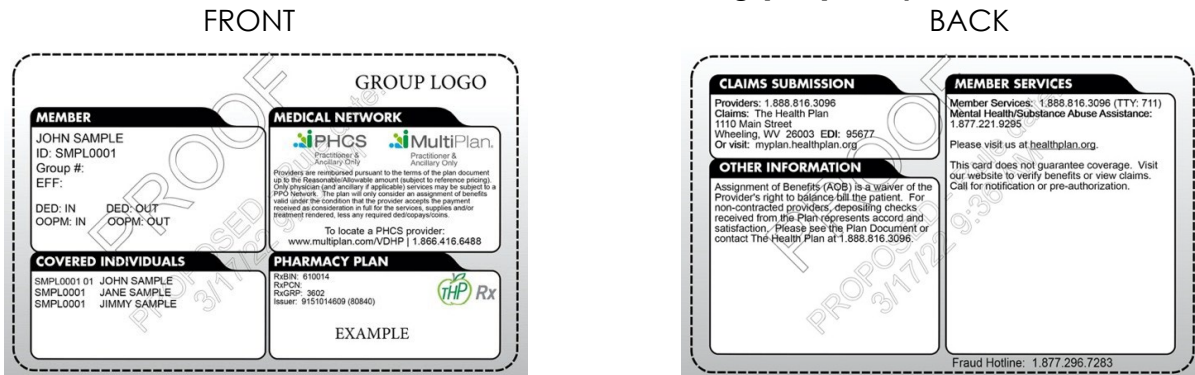 FRONT
GROUP LOGO
MEMBER
JOHN SAMPLE
ID: SMPL0001
Group #:
EFF:
DED: IN DED: OUT
OOPM: IN OOPM: OUT
MEDICAL NETWORK
PHCS
Practitioner &
Ancillary Only
MultiPlan.
Practitioner &
Ancillary Only
Providers are reimbursed pursuant to the terms of the plan document
up to the Reasonable/Allowable amount (subject to reference pricing).
Only physician (and ancillary if applicable) services may be subject to a
PPO Network. The plan will only consider an assignment of benefits
valid under the condition that the provider accepts the payment
received as consideration in full for the services, supplies and/or
treatment rendered, less any required ded/copays/coins.
To locate a PHCS provider:
www.multiplan.com/VDHP | 1.866.416.6488
COVERED INDIVIDUALS
SMPL0001 01 JOHN SAMPLE
SMPL0001 JANE SAMPLE
SMPL0001 JIMMY SAMPLE
PHARMACY PLAN
RxBIN: 610014
RxPCN:
RxGRP: 3602
Issuer: 9151014609 (80840)
THP Rx
EXAMPLE
PROOF
PROPOSED
3/17/22
BACK
CLAIMS SUBMISSION
Providers: 1.888.816.3096
Claims: The Health Plan
1110 Main Street
Wheeling, WV 26003 EDI: 95677
Or visit: myplan.healthplan.org
OTHER INFORMATION
Assignment of Benefits (AOB) is a waiver of the
Provider's right to balance bill the patient. For
non-contracted providers, depositing checks
received from the Plan represents accord and
satisfaction. Please see the Plan Document or
contact The Health Plan at 1.888.816.3096.
MEMBER SERVICES
Member Services: 1.888.816.3096 (TTY: 711)
Mental Health/Substance Abuse Assistance:
1.877.221.9295
Please visit us at healthplan.org.
This card does not guarantee coverage. Visit
our website to verify benefits or view claims.
Call for notification or pre-authorization.
Fraud Hotline: 1.877.296.7283
PROOF
PROPOSED
3/17/22 9:36